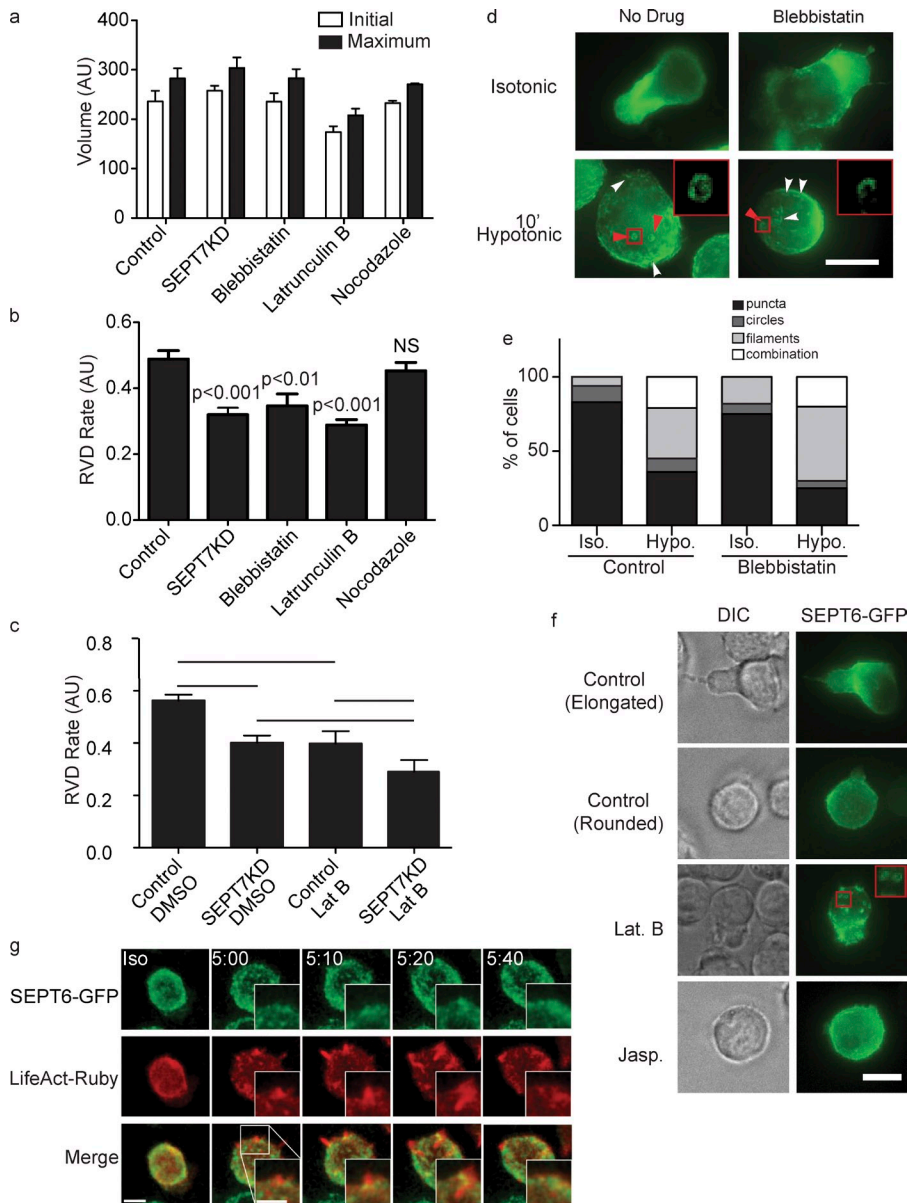 a
400
300
200
100
0
Volume (AU)
Initial
Maximum
Control
SEPT7KD
Blebbistatin
Latrunculin B
Nocodazole
b
0.6
0.4
0.2
0.0
RVD Rate (AU)
p<0.001
p<0.01
p<0.001
NS
Control
SEPT7KD
Blebbistatin
Latrunculin B
Nocodazole
c
0.8
0.6
0.4
0.2
0.0
RVD Rate (AU)
Control
DMSO
SEPT7KD
DMSO
Control
Lat B
SEPT7KD
Lat B
d
No Drug
Blebbistatin
Isotonic
10'
Hypotonic
e
puncta
circles
filaments
combination
100
50
0
% of cells
Iso.
Hypo.
Iso.
Hypo.
Control
Blebbistatin
f
DIC
SEPT6-GFP
Control
(Elongated)
Control
(Rounded)
Lat. B
Jasp.
g
Iso
5:00
5:10
5:20
5:40
SEPT6-GFP
LifeAct-Ruby
Merge